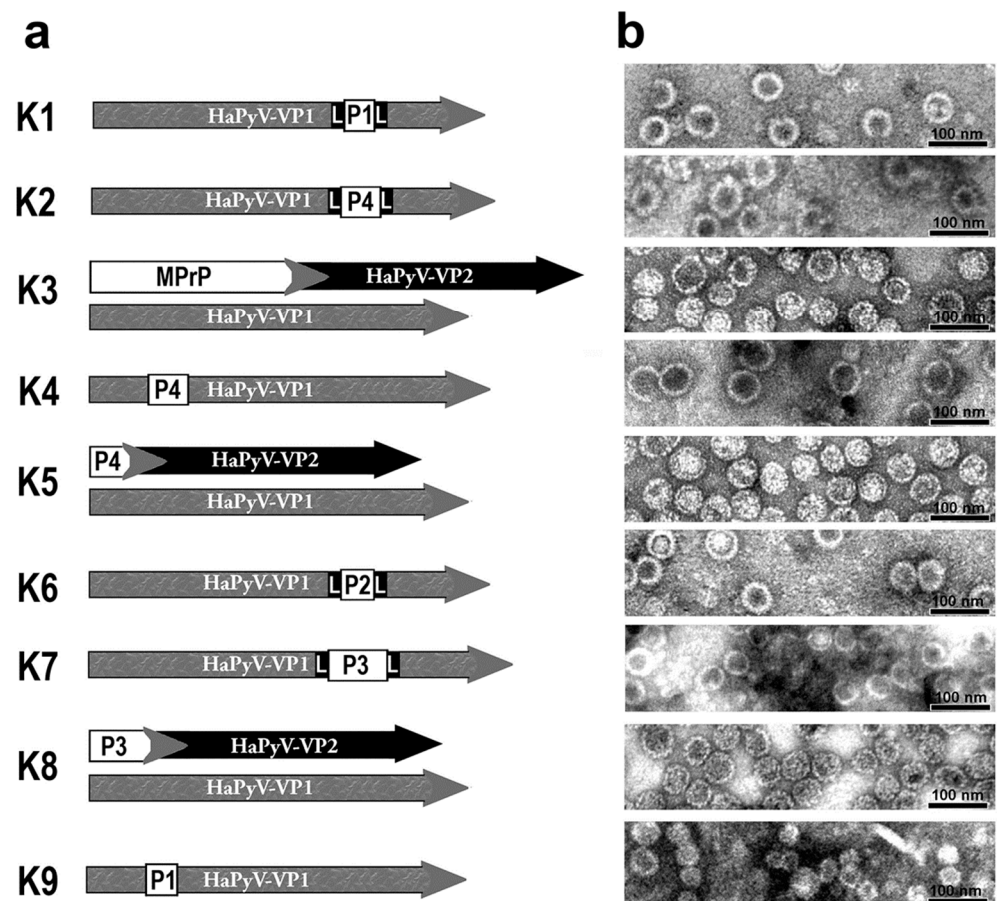 a b
K1 HaPyV-VP1 L P1 L 100 nm
K2 HaPyV-VP1 L P4 L 100 nm
K3 MPrP HaPyV-VP2
HaPyV-VP1 100 nm
K4 P4 HaPyV-VP1 100 nm
K5 P4 HaPyV-VP2
HaPyV-VP1 100 nm
K6 HaPyV-VP1 L P2 L 100 nm
K7 HaPyV-VP1 L P3 L 100 nm
K8 P3 HaPyV-VP2
HaPyV-VP1 100 nm
K9 P1 HaPyV-VP1 100 nm